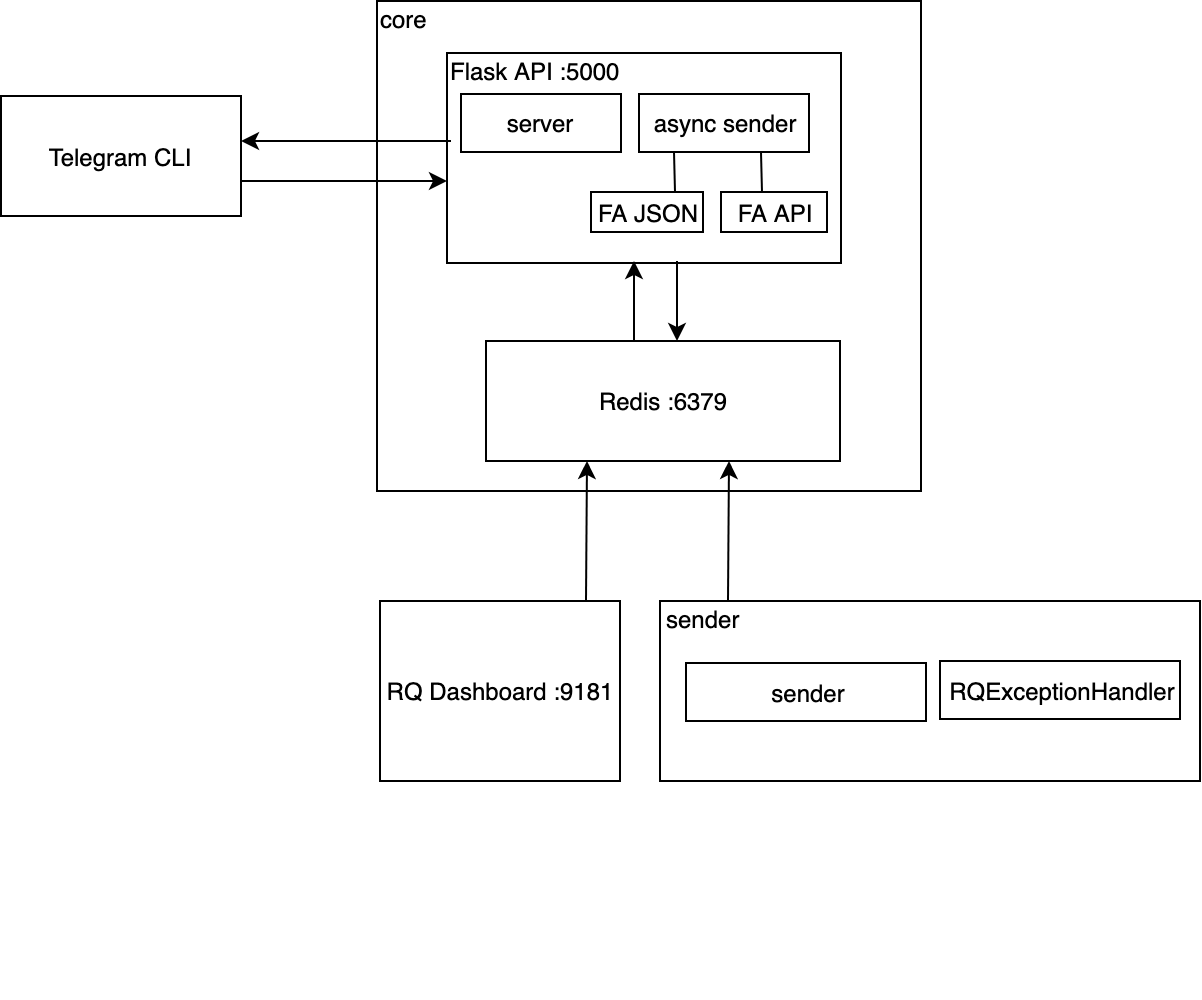 core
Flask API :5000
server
async sender
Telegram CLI
FA JSON
FA API
Redis :6379
sender
RQ Dashboard :9181
sender
RQExceptionHandler